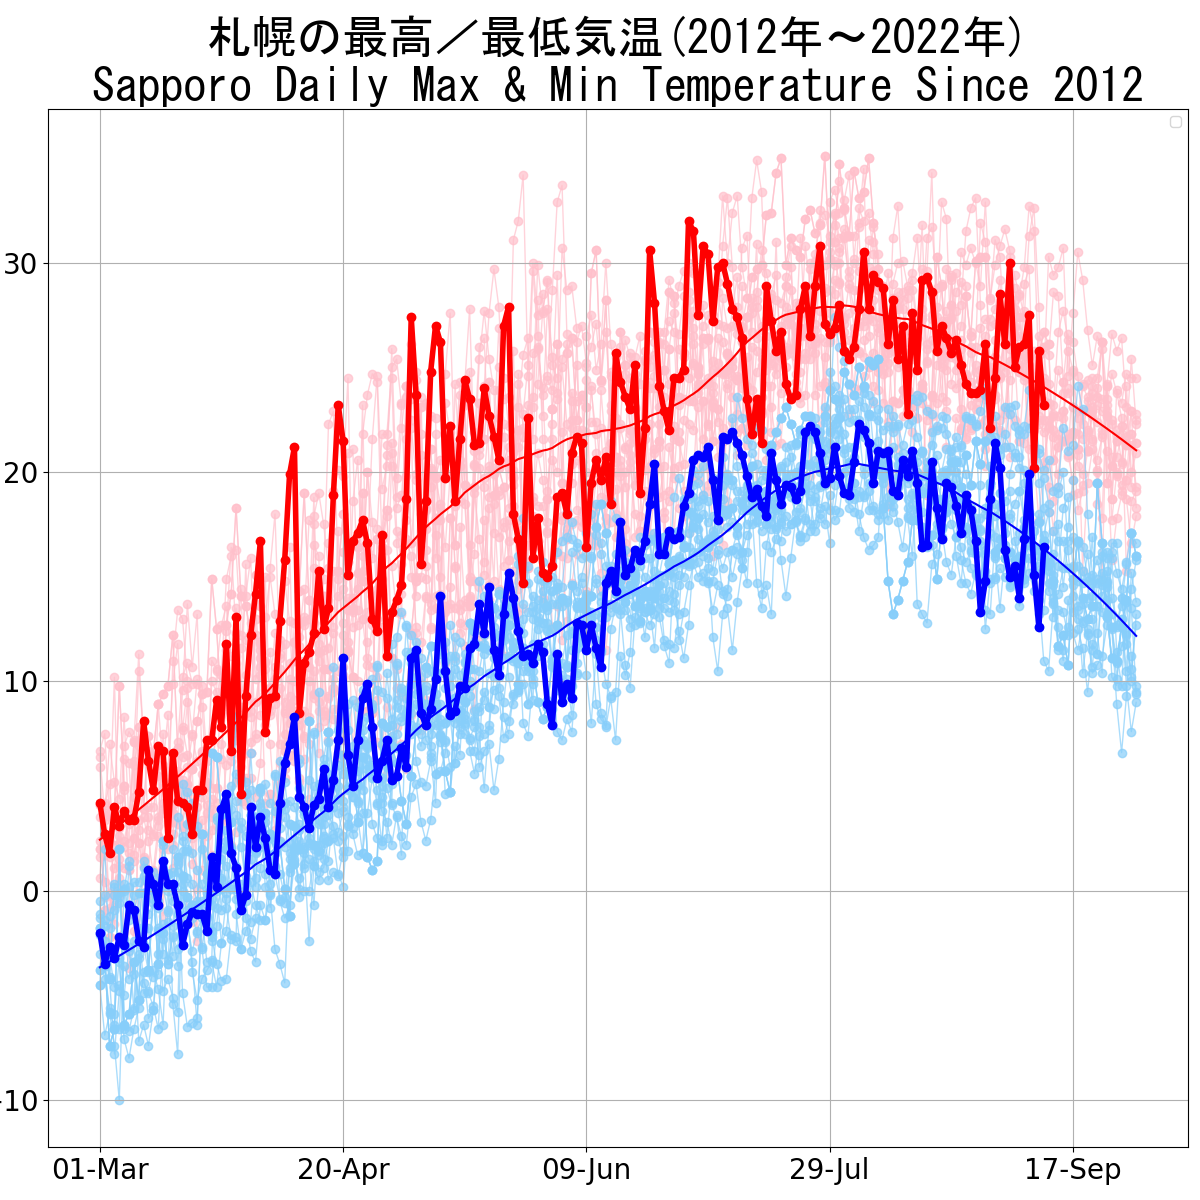 札幌の最高／最低気温(2012年～2022年)
Sapporo Daily Max & Min Temperature Since 2012
30
20
10
0
-10
01-Mar
20-Apr
09-Jun
29-Jul
17-Sep